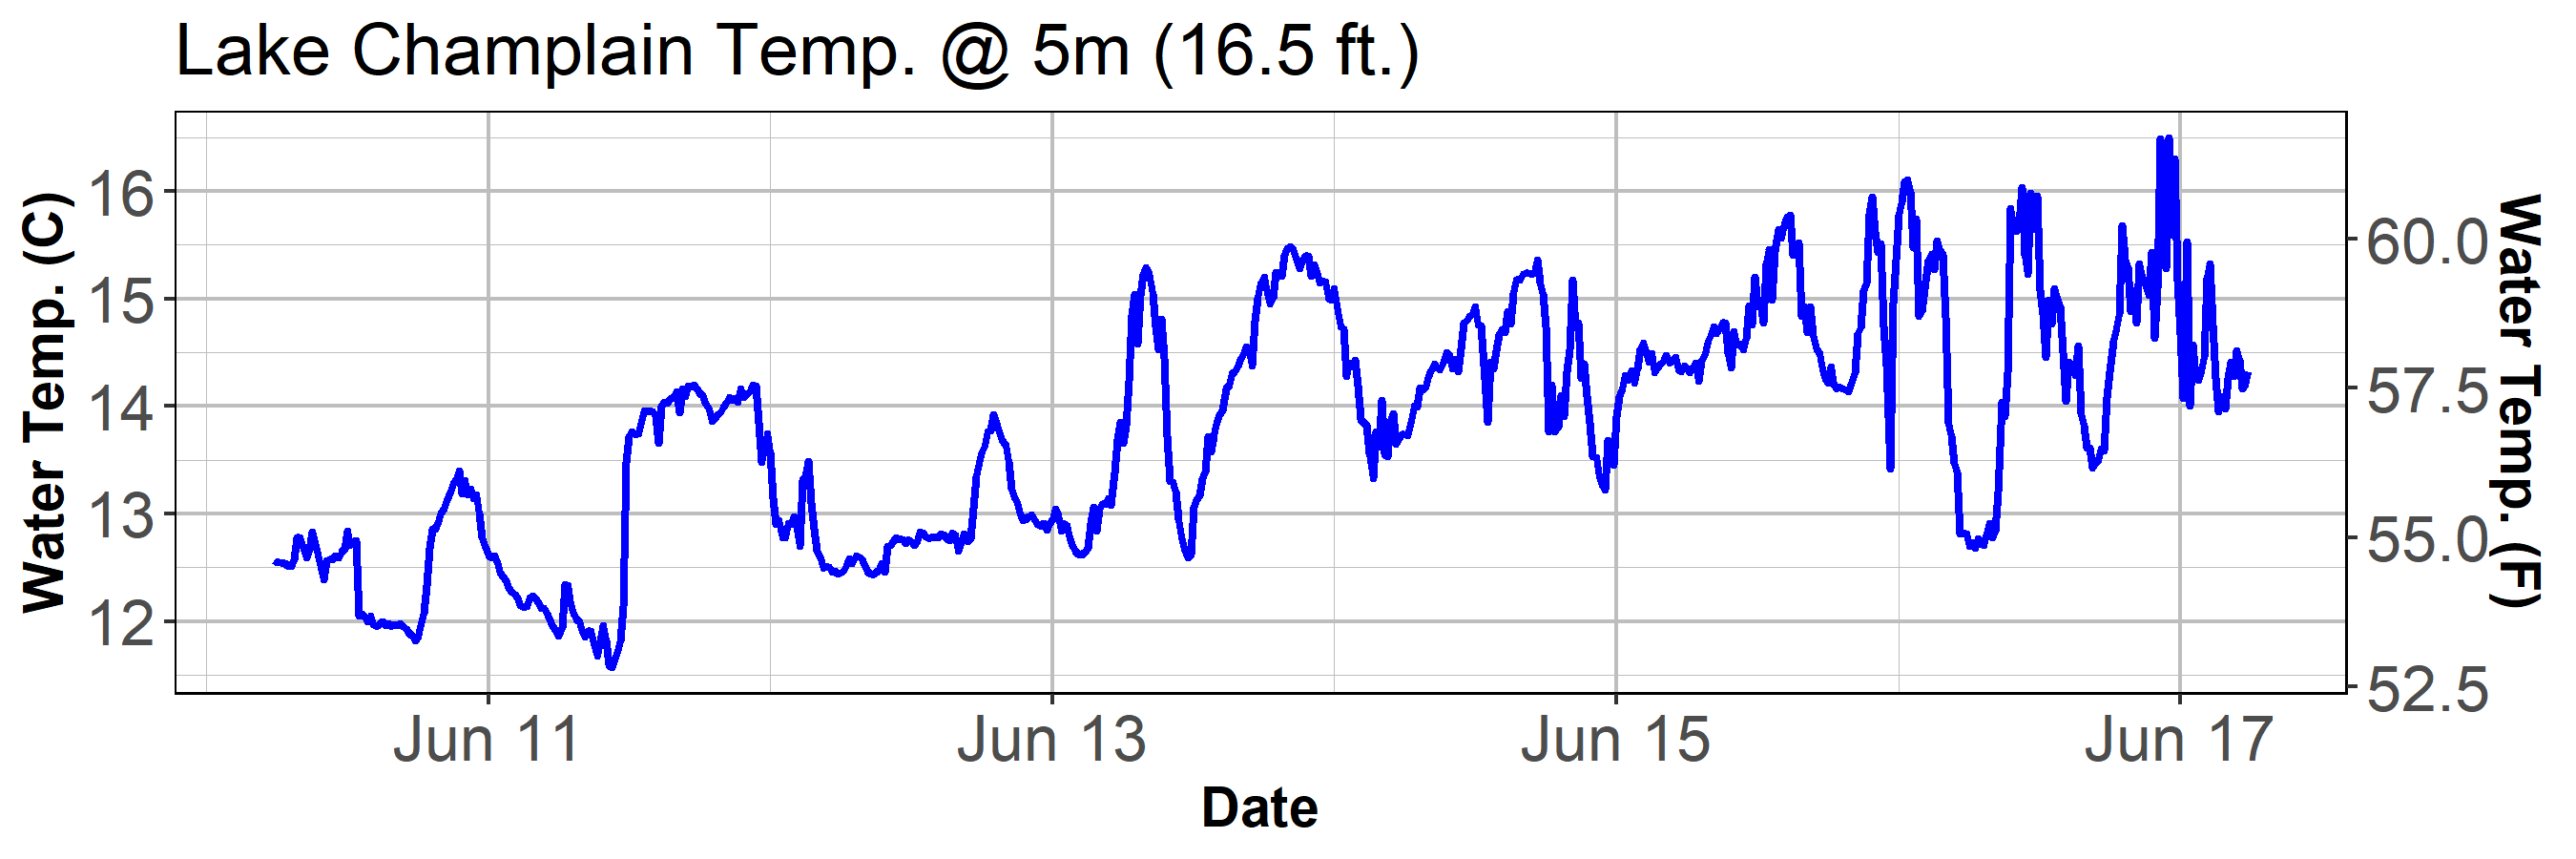 Lake Champlain Temp. @ 5m (16.5 ft.)
Water Temp. (C)
16
15
14
13
12
60.0
57.5
55.0
52.5
Water Temp. (F)
Jun 11
Jun 13
Jun 15
Jun 17
Date